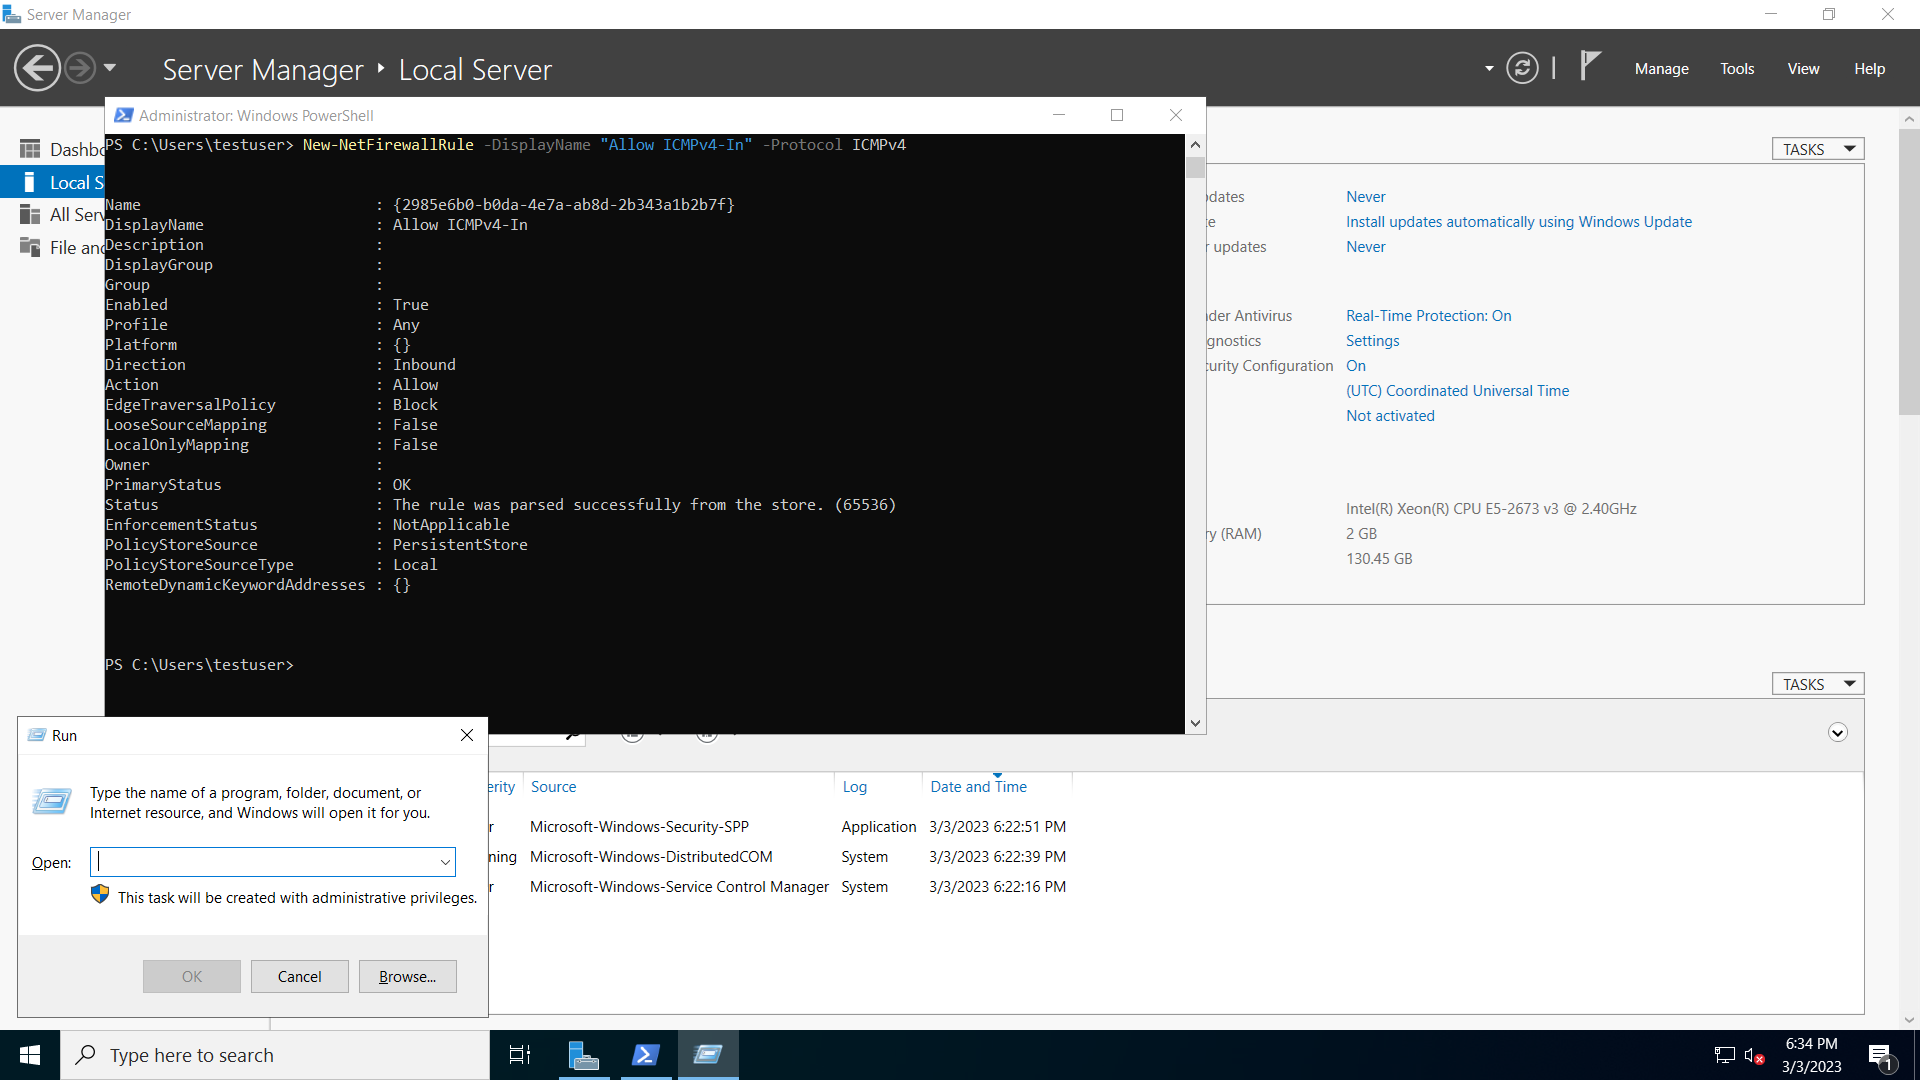 Server Manager
Server Manager ‣ Local Server
Manage Tools View Help
Administrator: Windows PowerShell
PS C:\Users\testuser> New-NetFirewallRule -DisplayName "Allow ICMPv4-In" -Protocol ICMPv4
Name : {2985e6b0-b0da-4e7a-ab8d-2b343a1b2b7f}
DisplayName : Allow ICMPv4-In
Description :
DisplayGroup :
Group :
Enabled : True
Profile : Any
Platform : {}
Direction : Inbound
Action : Allow
EdgeTraversalPolicy : Block
LooseSourceMapping : False
LocalOnlyMapping : False
Owner :
PrimaryStatus : OK
Status : The rule was parsed successfully from the store. (65536)
EnforcementStatus : NotApplicable
PolicyStoreSource : PersistentStore
PolicyStoreSourceType : Local
RemoteDynamicKeywordAddresses : {}
PS C:\Users\testuser>
Dashbo
Local S
All Serv
File and
TASKS
dates Never
te Install updates automatically using Windows Update
r updates Never
der Antivirus Real-Time Protection: On
gnostics Settings
curity Configuration On
(UTC) Coordinated Universal Time
Not activated
Intel(R) Xeon(R) CPU E5-2673 v3 @ 2.40GHz
ry (RAM) 2 GB
130.45 GB
TASKS
erity Source Log Date and Time
r Microsoft-Windows-Security-SPP Application 3/3/2023 6:22:51 PM
ning Microsoft-Windows-DistributedCOM System 3/3/2023 6:22:39 PM
r Microsoft-Windows-Service Control Manager System 3/3/2023 6:22:16 PM
Run
Type the name of a program, folder, document, or
Internet resource, and Windows will open it for you.
Open:
This task will be created with administrative privileges.
OK Cancel Browse...
Type here to search
6:34 PM
3/3/2023
1